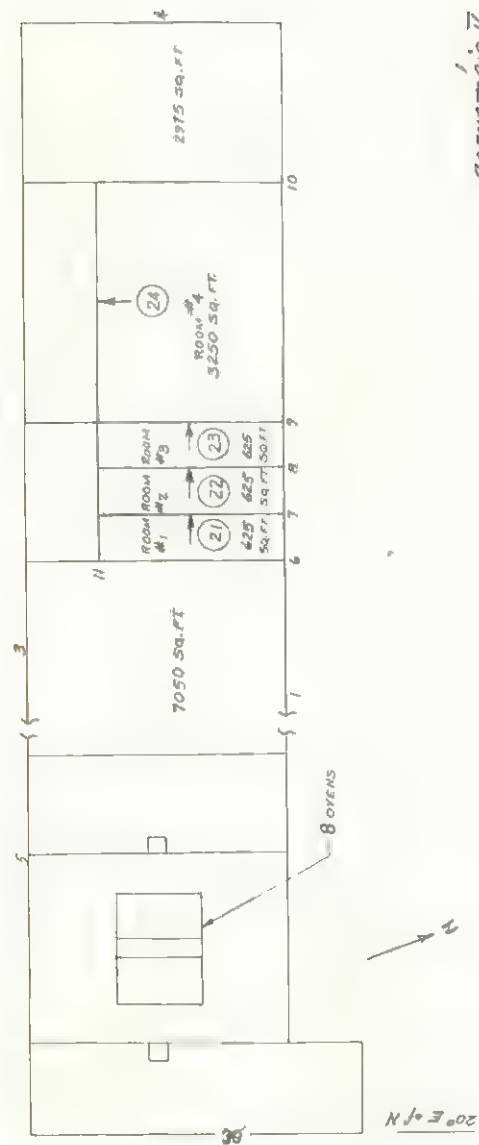 3
5
11
4
ROOM #1
ROOM #2
ROOM #3
24
7050 SQ.FT
21
22
23
ROOM #4
3250 SQ.FT.
2975 SQ.FT
625 SQ.FT
625 SQ.FT
625 SQ.FT
1
6
7
8
9
10
8 OVENS
N
20° E of N